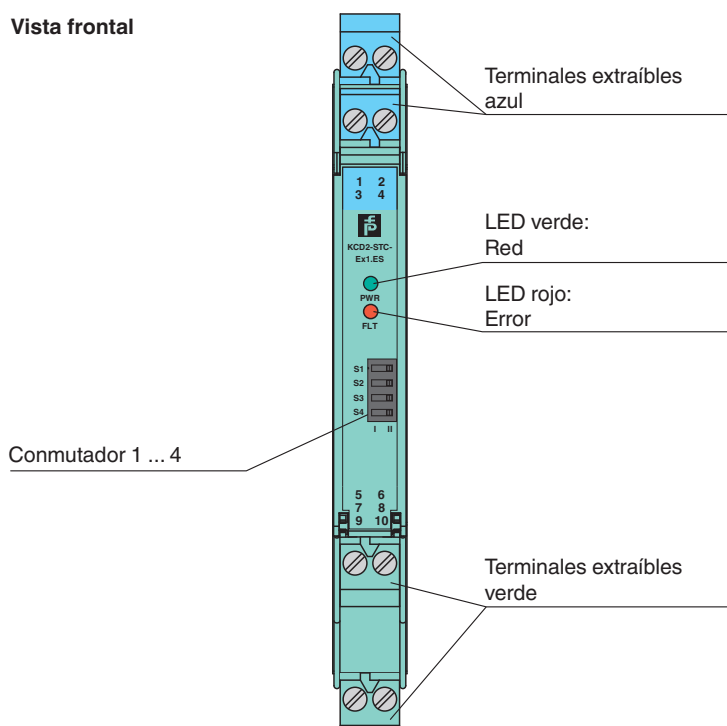 Vista frontal
Terminales extraíbles
azul
1 2
3 4
KCD2-STC-
Ex1.ES
LED verde:
Red
PWR
LED rojo:
Error
FLT
S1
S2
S3
S4
I II
Conmutador 1 ... 4
5 6
7 8
9 10
Terminales extraíbles
verde